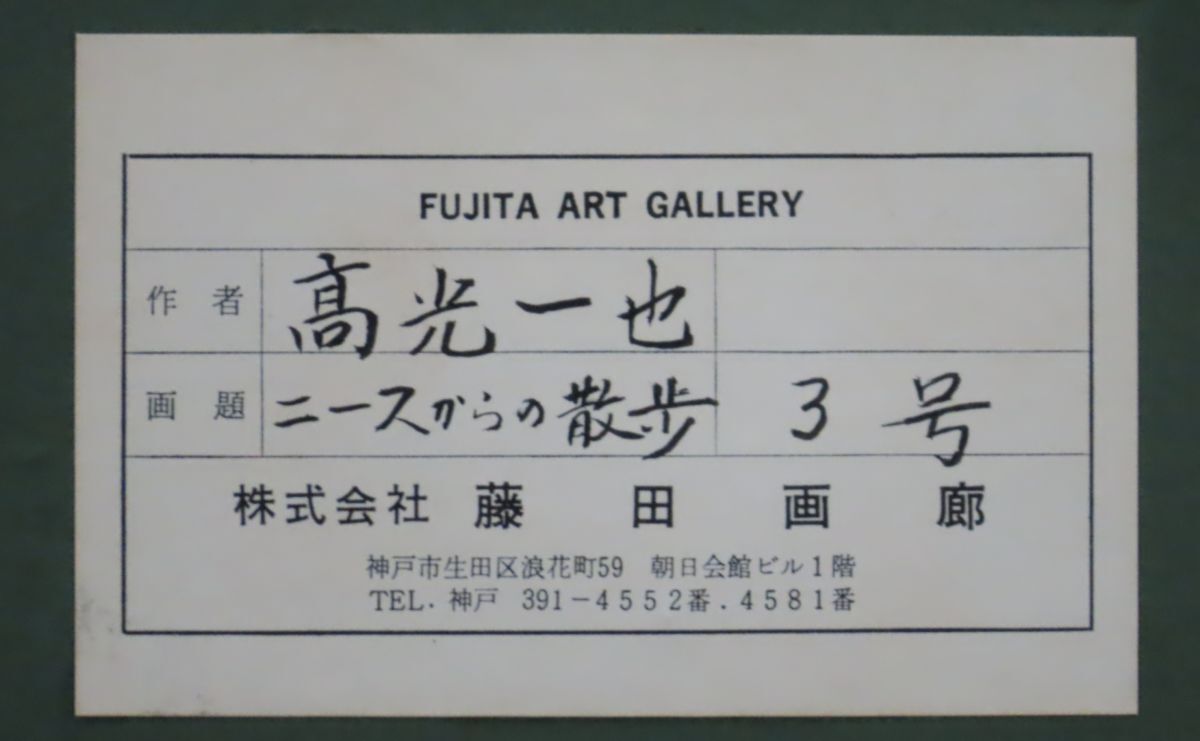 FUJITA ART GALLERY
作者 髙光一也
画題 ニースからの散歩 3号
株式会社 藤田画廊
神戸市生田区浪花町59 朝日会館ビル1階
TEL. 神戸 391-4552番.4581番